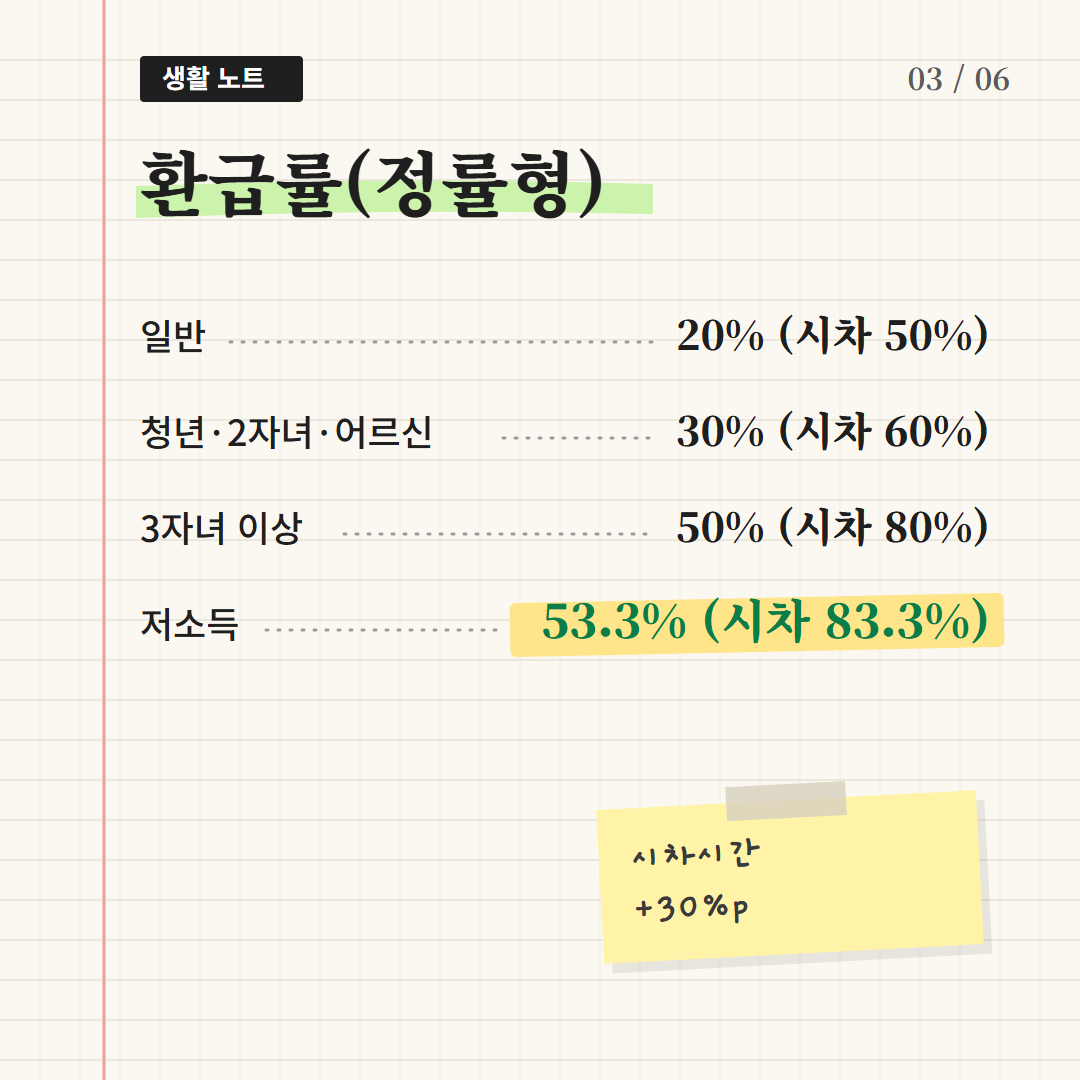 생활 노트
03 / 06
환급률(정률형)
일반 20% (시차 50%)
청년·2자녀·어르신 30% (시차 60%)
3자녀 이상 50% (시차 80%)
저소득 53.3% (시차 83.3%)
시차시간
+30%p